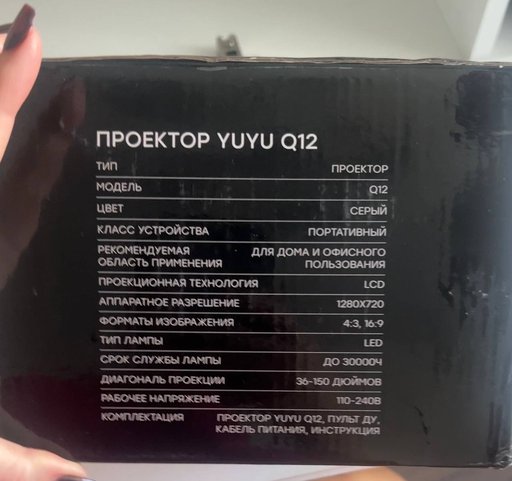 ПРОЕКТОР YUYU Q12
ТИП ПРОЕКТОР
МОДЕЛЬ Q12
ЦВЕТ СЕРЫЙ
КЛАСС УСТРОЙСТВА ПОРТАТИВНЫЙ
РЕКОМЕНДУЕМАЯ ДЛЯ ДОМА И ОФИСНОГО
ОБЛАСТЬ ПРИМЕНЕНИЯ ПОЛЬЗОВАНИЯ
ПРОЕКЦИОННАЯ ТЕХНОЛОГИЯ LCD
АППАРАТНОЕ РАЗРЕШЕНИЕ 1280X720
ФОРМАТЫ ИЗОБРАЖЕНИЯ 4:3, 16:9
ТИП ЛАМПЫ LED
СРОК СЛУЖБЫ ЛАМПЫ ДО 30000Ч
ДИАГОНАЛЬ ПРОЕКЦИИ 36-150 ДЮЙМОВ
РАБОЧЕЕ НАПРЯЖЕНИЕ 110-240В
КОМПЛЕКТАЦИЯ ПРОЕКТОР YUYU Q12, ПУЛЬТ ДУ,
КАБЕЛЬ ПИТАНИЯ, ИНСТРУКЦИЯ